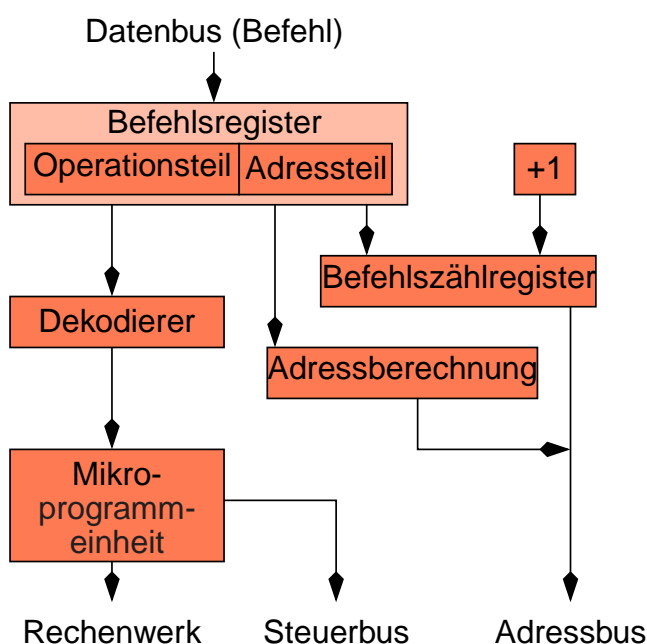 Datenbus (Befehl)
Befehlsregister
Operationsteil
Adressteil
+1
Befehlszählregister
Dekodierer
Adressberechnung
Mikro-
programm-
einheit
Rechenwerk
Steuerbus
Adressbus